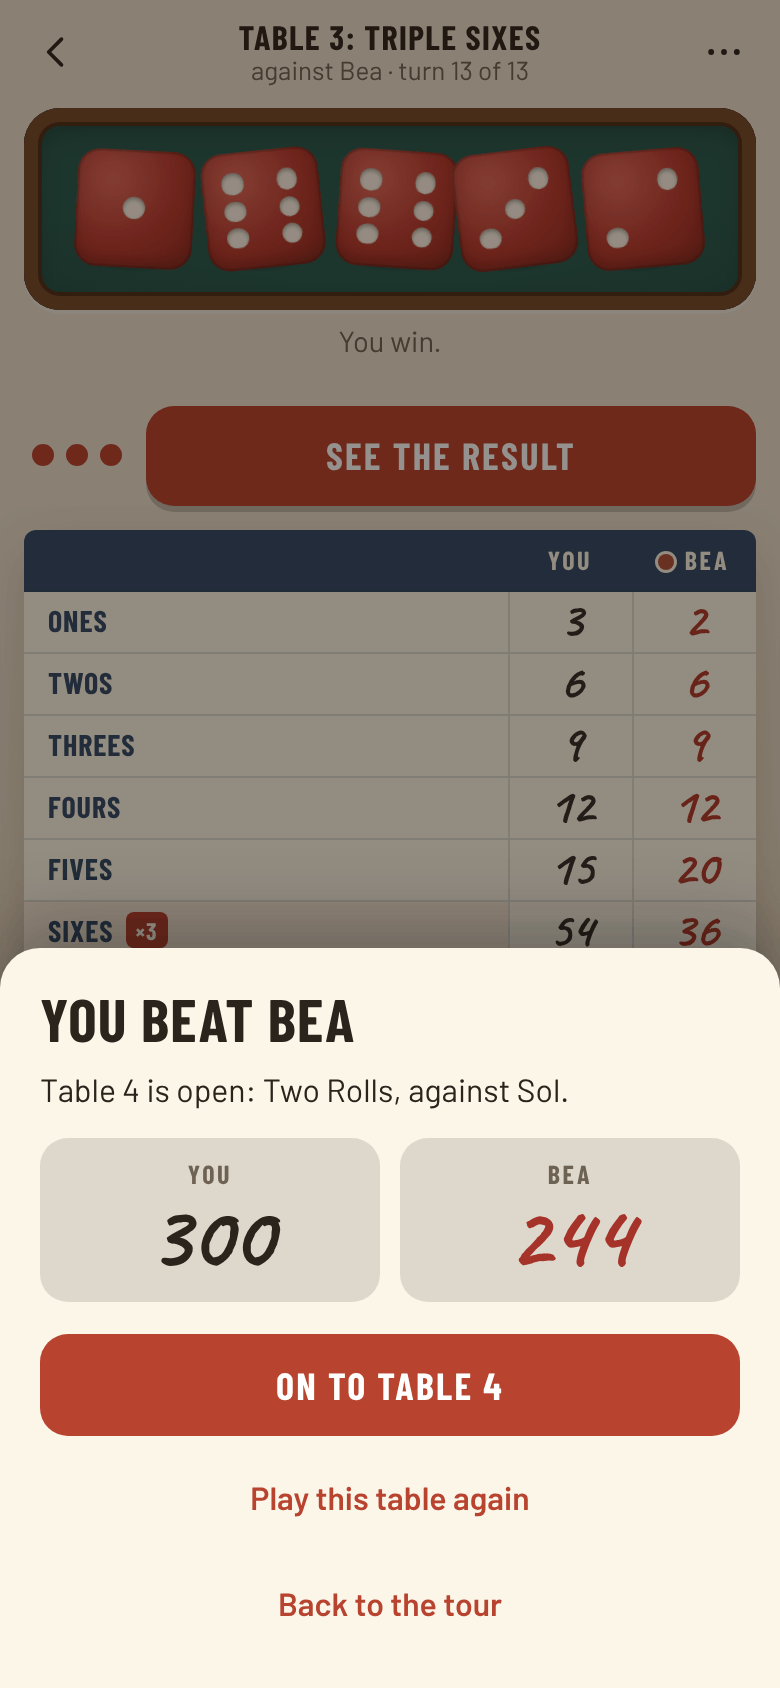 TABLE 3: TRIPLE SIXES
against Bea · turn 13 of 13
You win.
SEE THE RESULT
YOU BEA
ONES 3 2
TWOS 6 6
THREES 9 9
FOURS 12 12
FIVES 15 20
SIXES ×3 54 36
YOU BEAT BEA
Table 4 is open: Two Rolls, against Sol.
YOU BEA
300 244
ON TO TABLE 4
Play this table again
Back to the tour